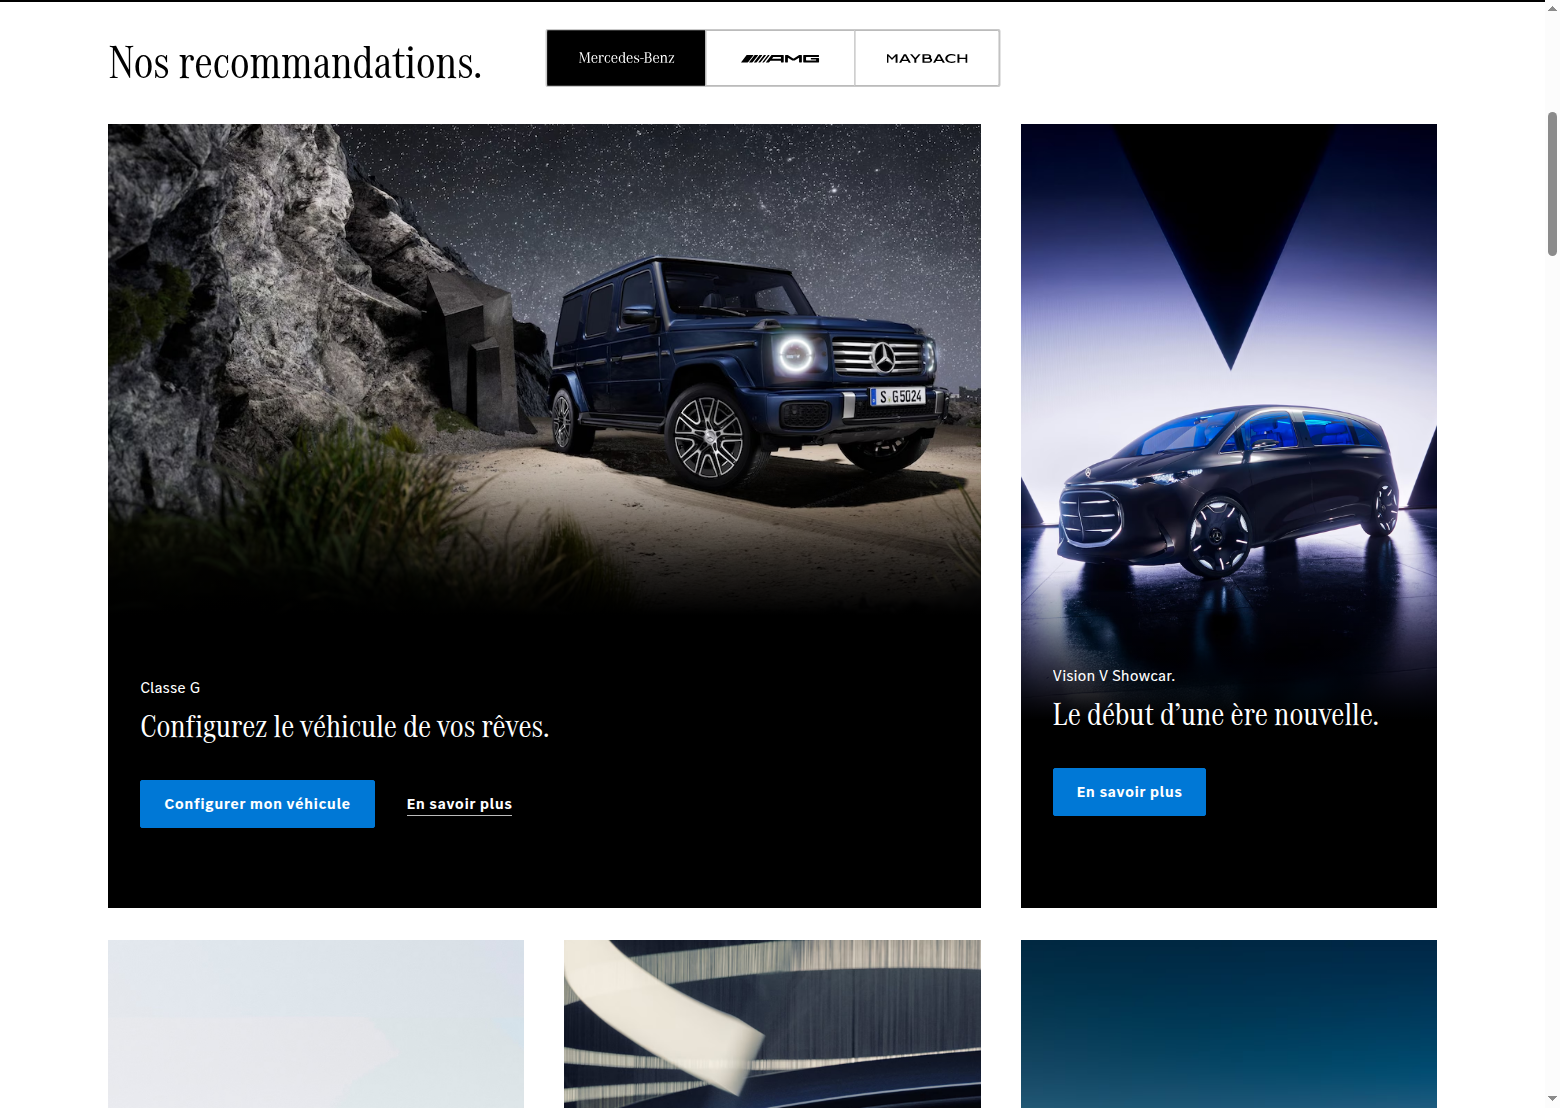 Nos recommandations.
Mercedes-Benz
AMG
MAYBACH
S G 5024
Classe G
Configurez le véhicule de vos rêves.
Configurer mon véhicule
En savoir plus
Vision V Showcar.
Le début d’une ère nouvelle.
En savoir plus